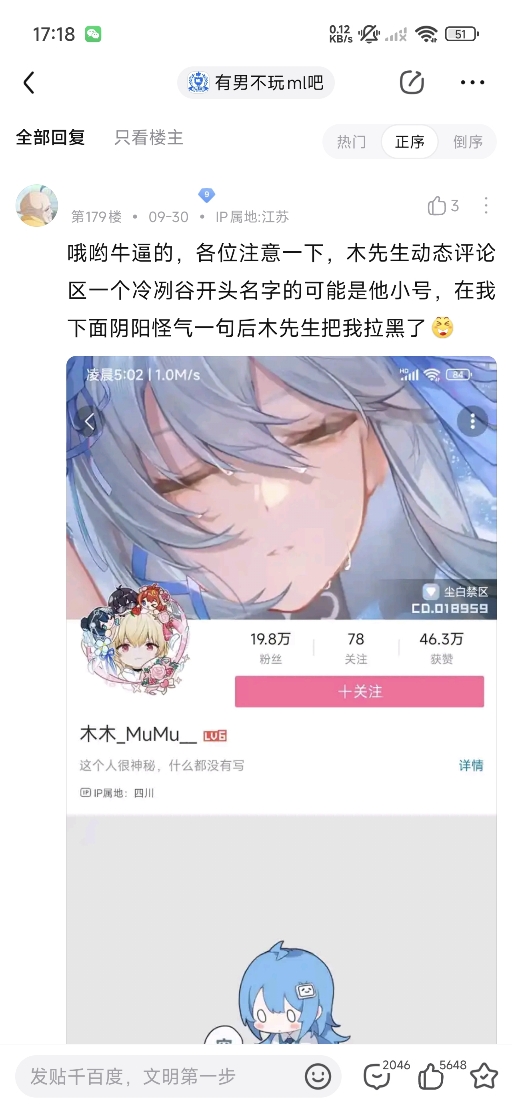 17:18
0.12
KB/s
51
有男不玩ml吧
全部回复 只看楼主
热门 正序 倒序
9
第179楼 • 09-30 • IP属地:江苏
3
哦哟牛逼的，各位注意一下，木先生动态评论
区一个冷冽谷开头名字的可能是他小号，在我
下面阴阳怪气一句后木先生把我拉黑了
凌晨5:02 | 1.0M/s
HD
84
尘白禁区
CD.018959
19.8万 78 46.3万
粉丝 关注 获赞
＋关注
木木_MuMu__ LV6
这个人很神秘，什么都没有写 详情
IP IP属地：四川
发贴千百度，文明第一步
2046
5648